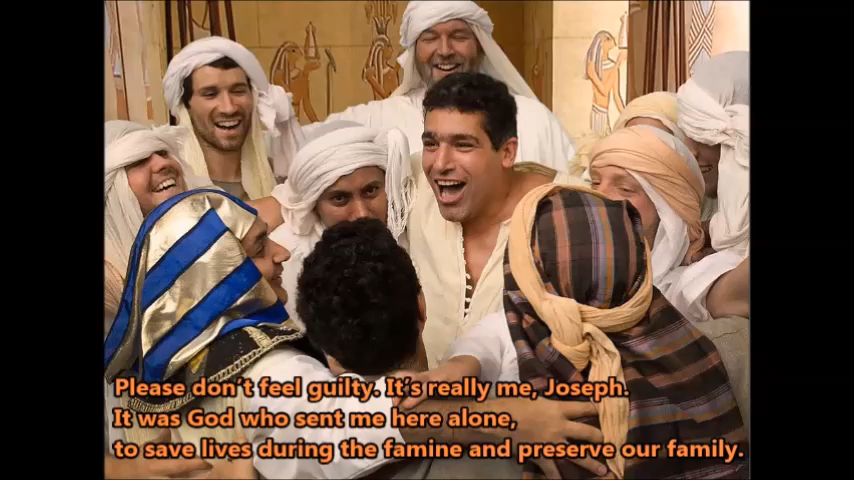 Please don't feel guilty. It's really me, Joseph.
It was God who sent me here alone,
to save lives during the famine and preserve our family.